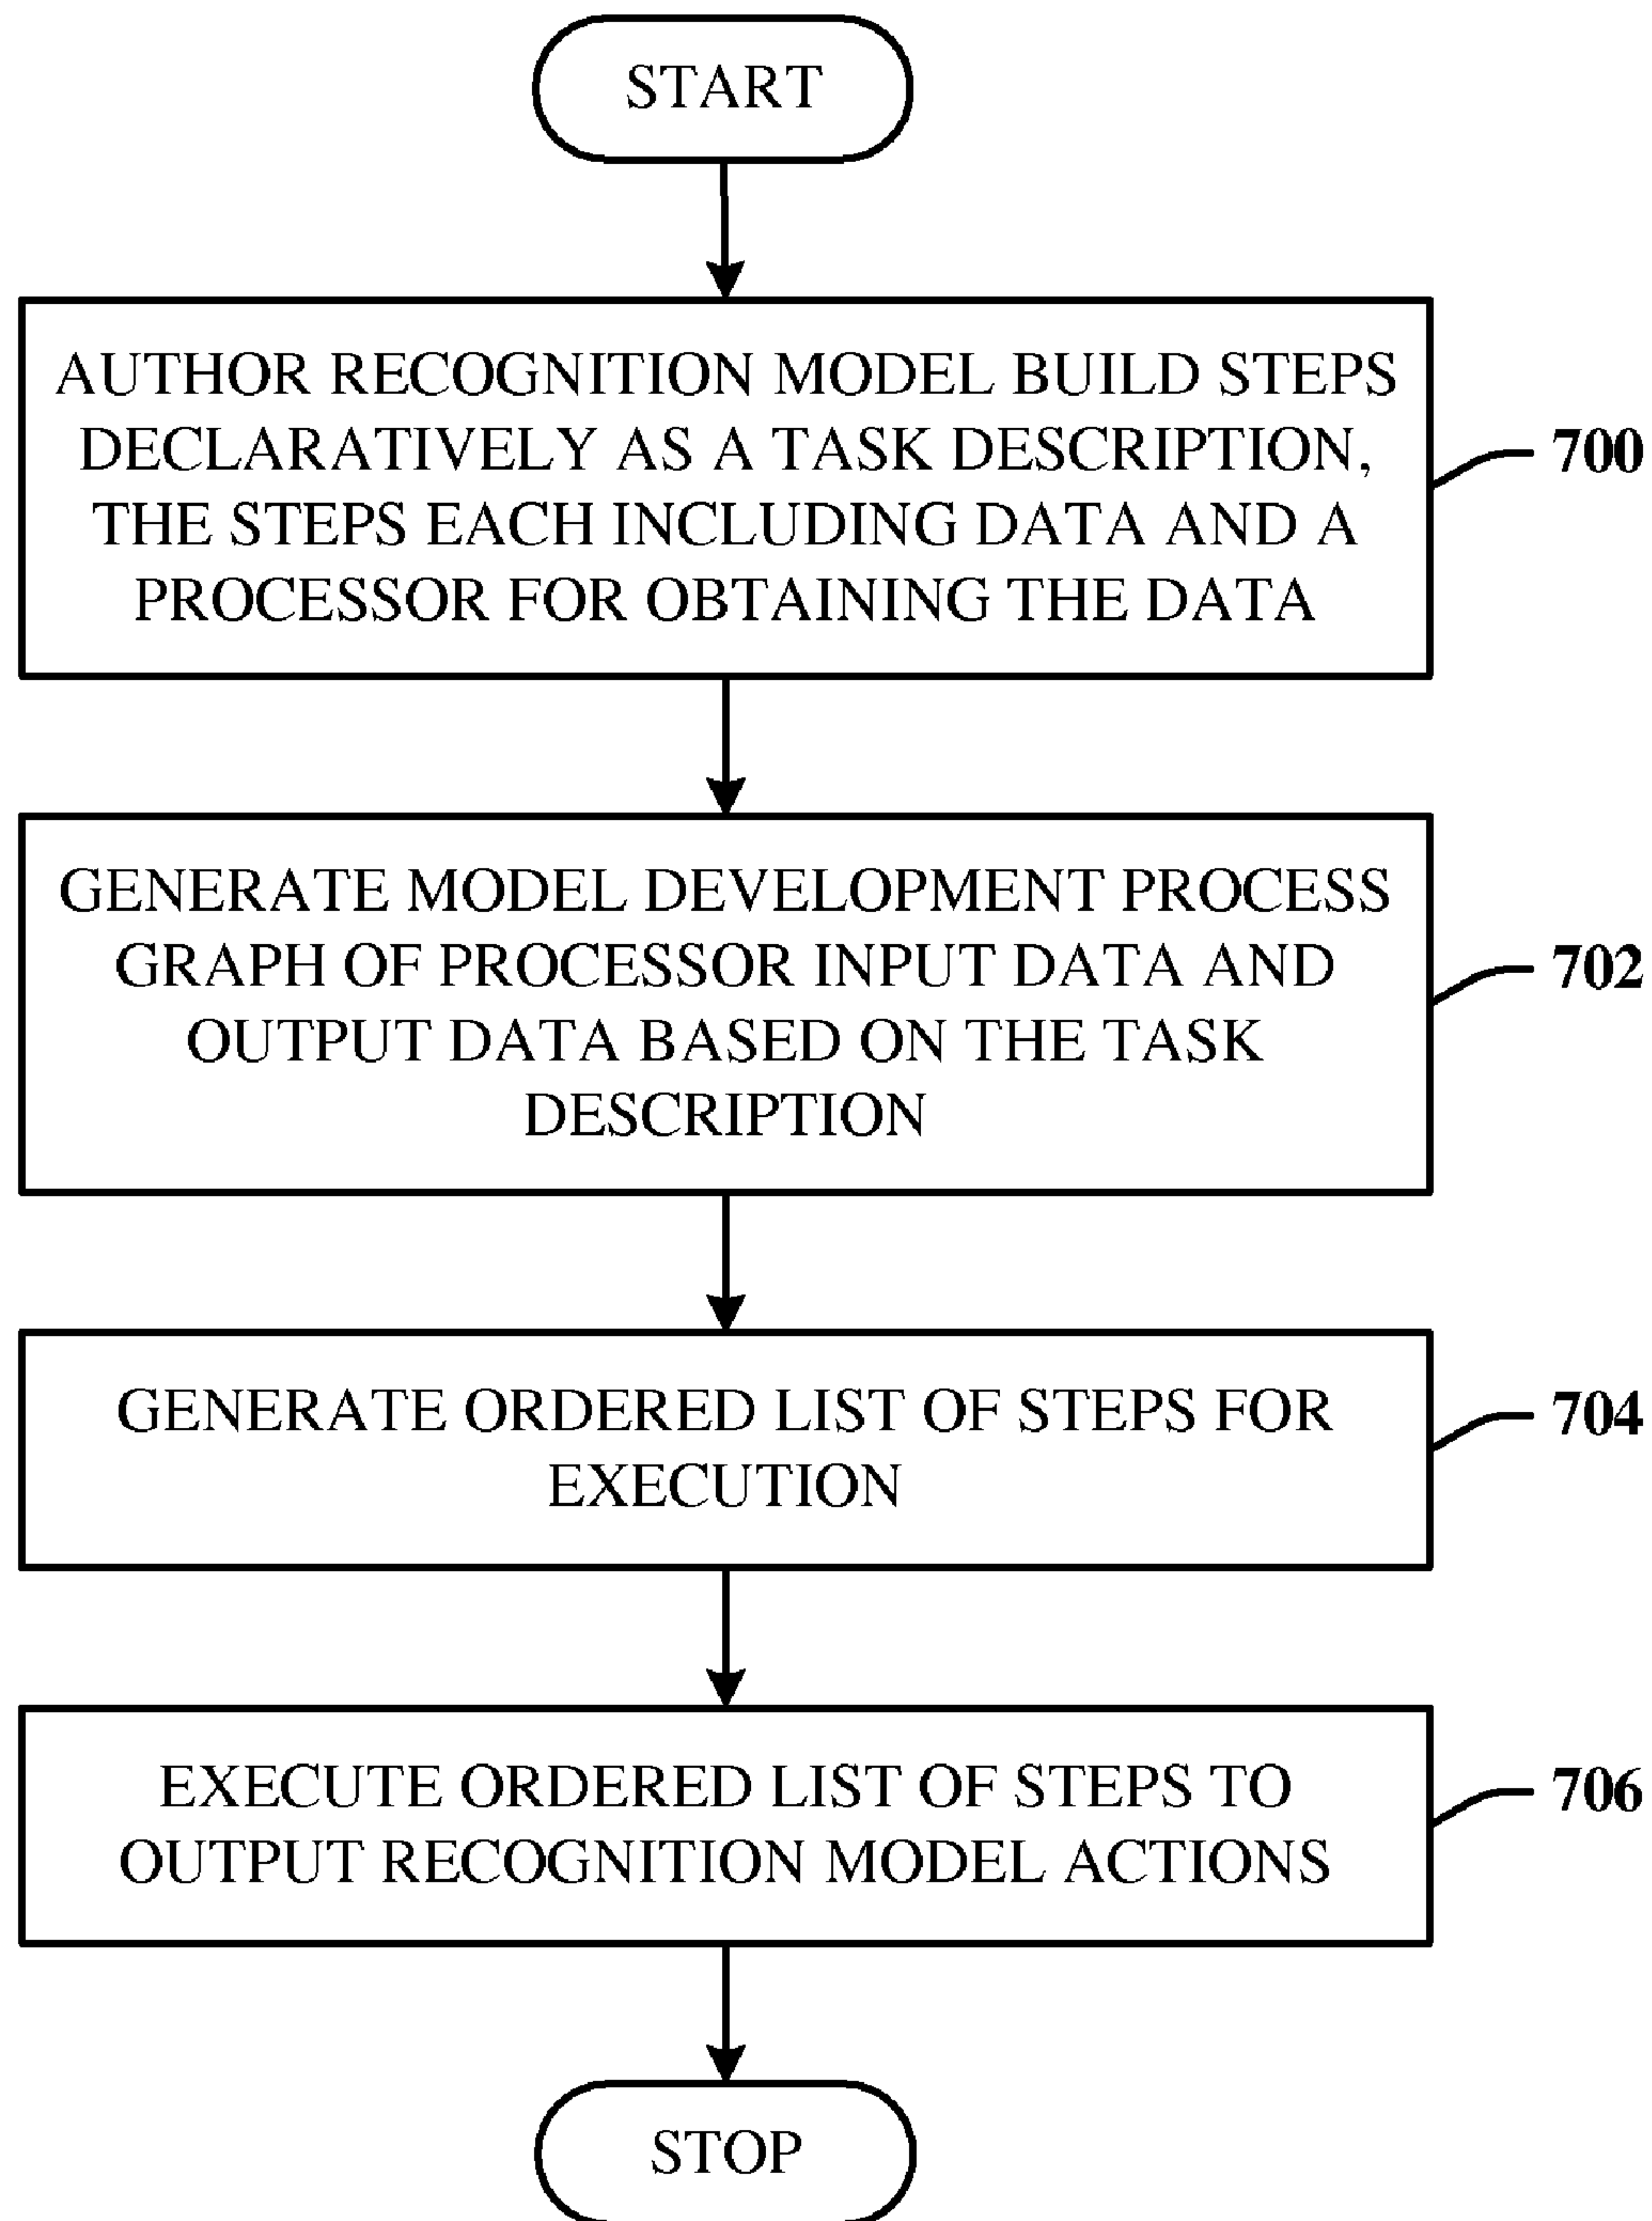 START
AUTHOR RECOGNITION MODEL BUILD STEPS
DECLARATIVELY AS A TASK DESCRIPTION,
THE STEPS EACH INCLUDING DATA AND A
PROCESSOR FOR OBTAINING THE DATA
700
GENERATE MODEL DEVELOPMENT PROCESS
GRAPH OF PROCESSOR INPUT DATA AND
OUTPUT DATA BASED ON THE TASK
DESCRIPTION
702
GENERATE ORDERED LIST OF STEPS FOR
EXECUTION
704
EXECUTE ORDERED LIST OF STEPS TO
OUTPUT RECOGNITION MODEL ACTIONS
706
STOP